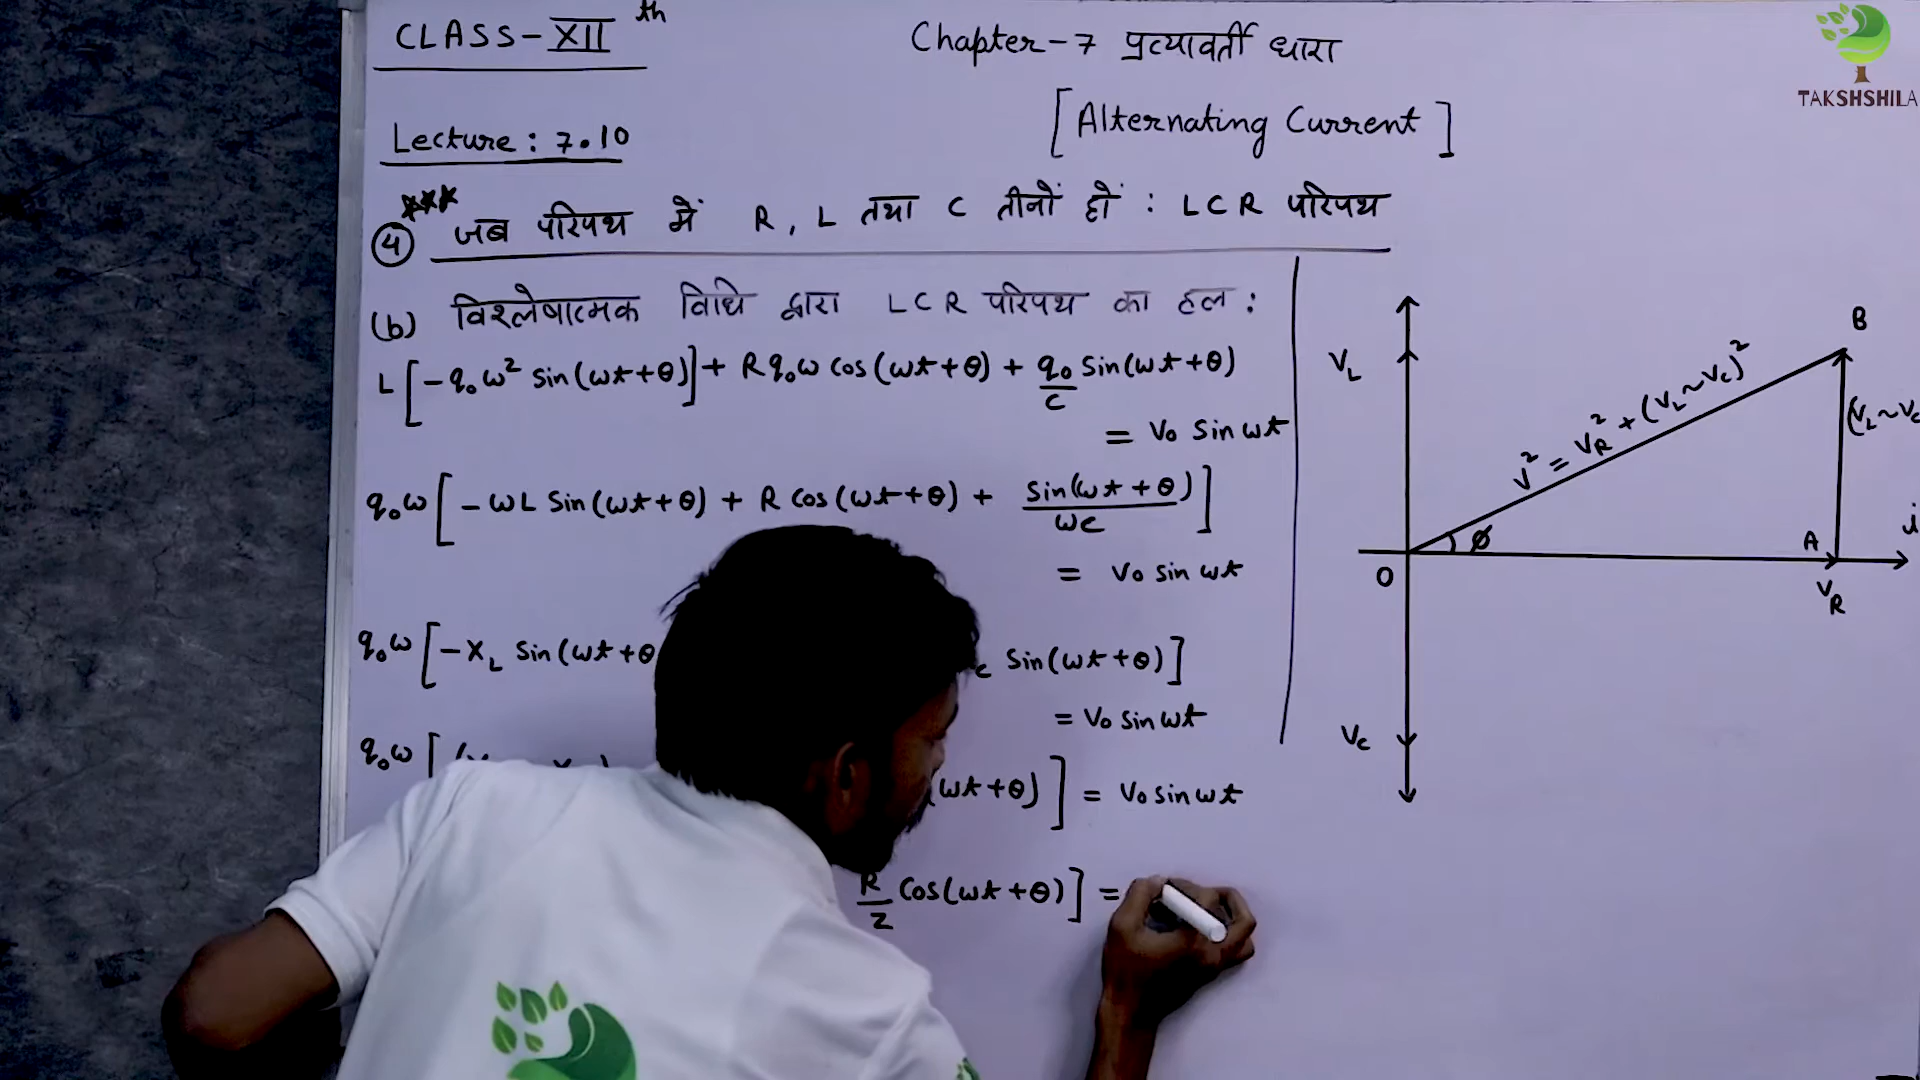 CLASS-XII th
Chapter-7 प्रत्यावर्ती धारा
[Alternating Current]
TAKSHSHILA
Lecture: 7.10
*** ④ जब परिपथ में R, L तथा C तीनों हों : LCR परिपथ
(b) विश्लेषात्मक विधि द्वारा LCR परिपथ का हल :
L[-q₀ω² sin(ωt+θ)] + Rq₀ω cos(ωt+θ) + q₀/C Sin(ωt+θ)
= V₀ Sin ωt
q₀ω[-ωL Sin(ωt+θ) + R Cos(ωt+θ) + Sin(ωt+θ)/ωC]
= V₀ sin ωt
q₀ω[-X_L Sin(ωt+θ
c Sin(ωt+θ)]
= V₀ sin ωt
q₀ω[
(ωt+θ)] = V₀ sin ωt
R/Z Cos(ωt+θ)] =
V_L
B
V² = V_R² + (V_L~V_C)²
(V_L~V_C
φ
A
i
O
V_R
V_C